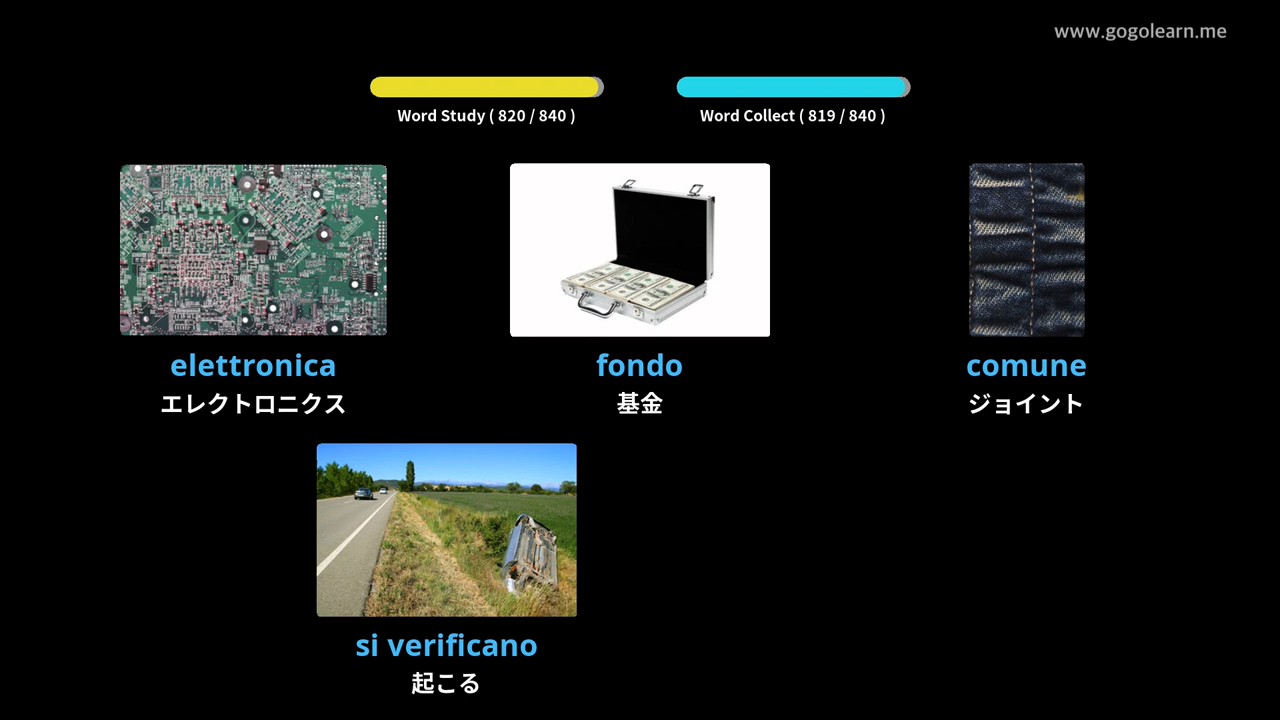 www.gogolearn.me
Word Study ( 820 / 840 )
Word Collect ( 819 / 840 )
elettronica
エレクトロニクス
fondo
基金
comune
ジョイント
si verificano
起こる